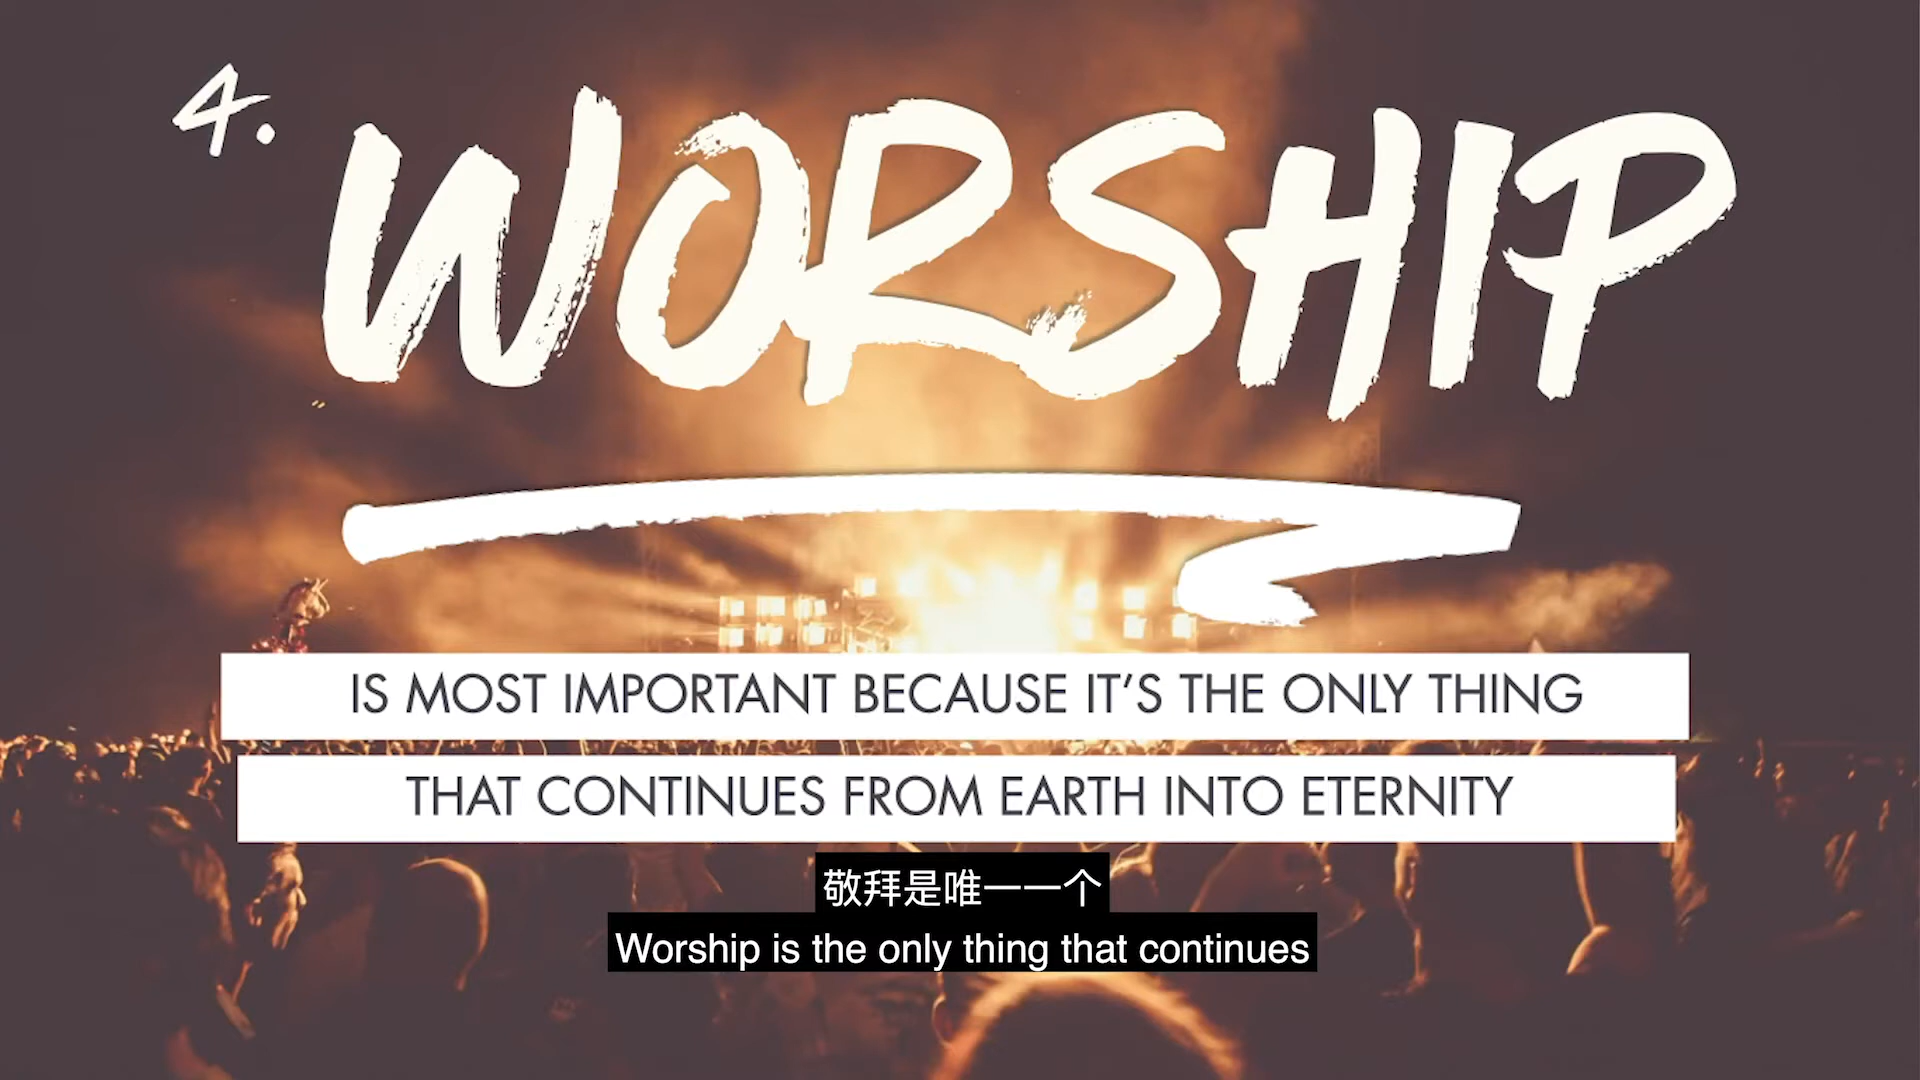 4. WORSHIP
IS MOST IMPORTANT BECAUSE IT'S THE ONLY THING
THAT CONTINUES FROM EARTH INTO ETERNITY
敬拜是唯一一个
Worship is the only thing that continues